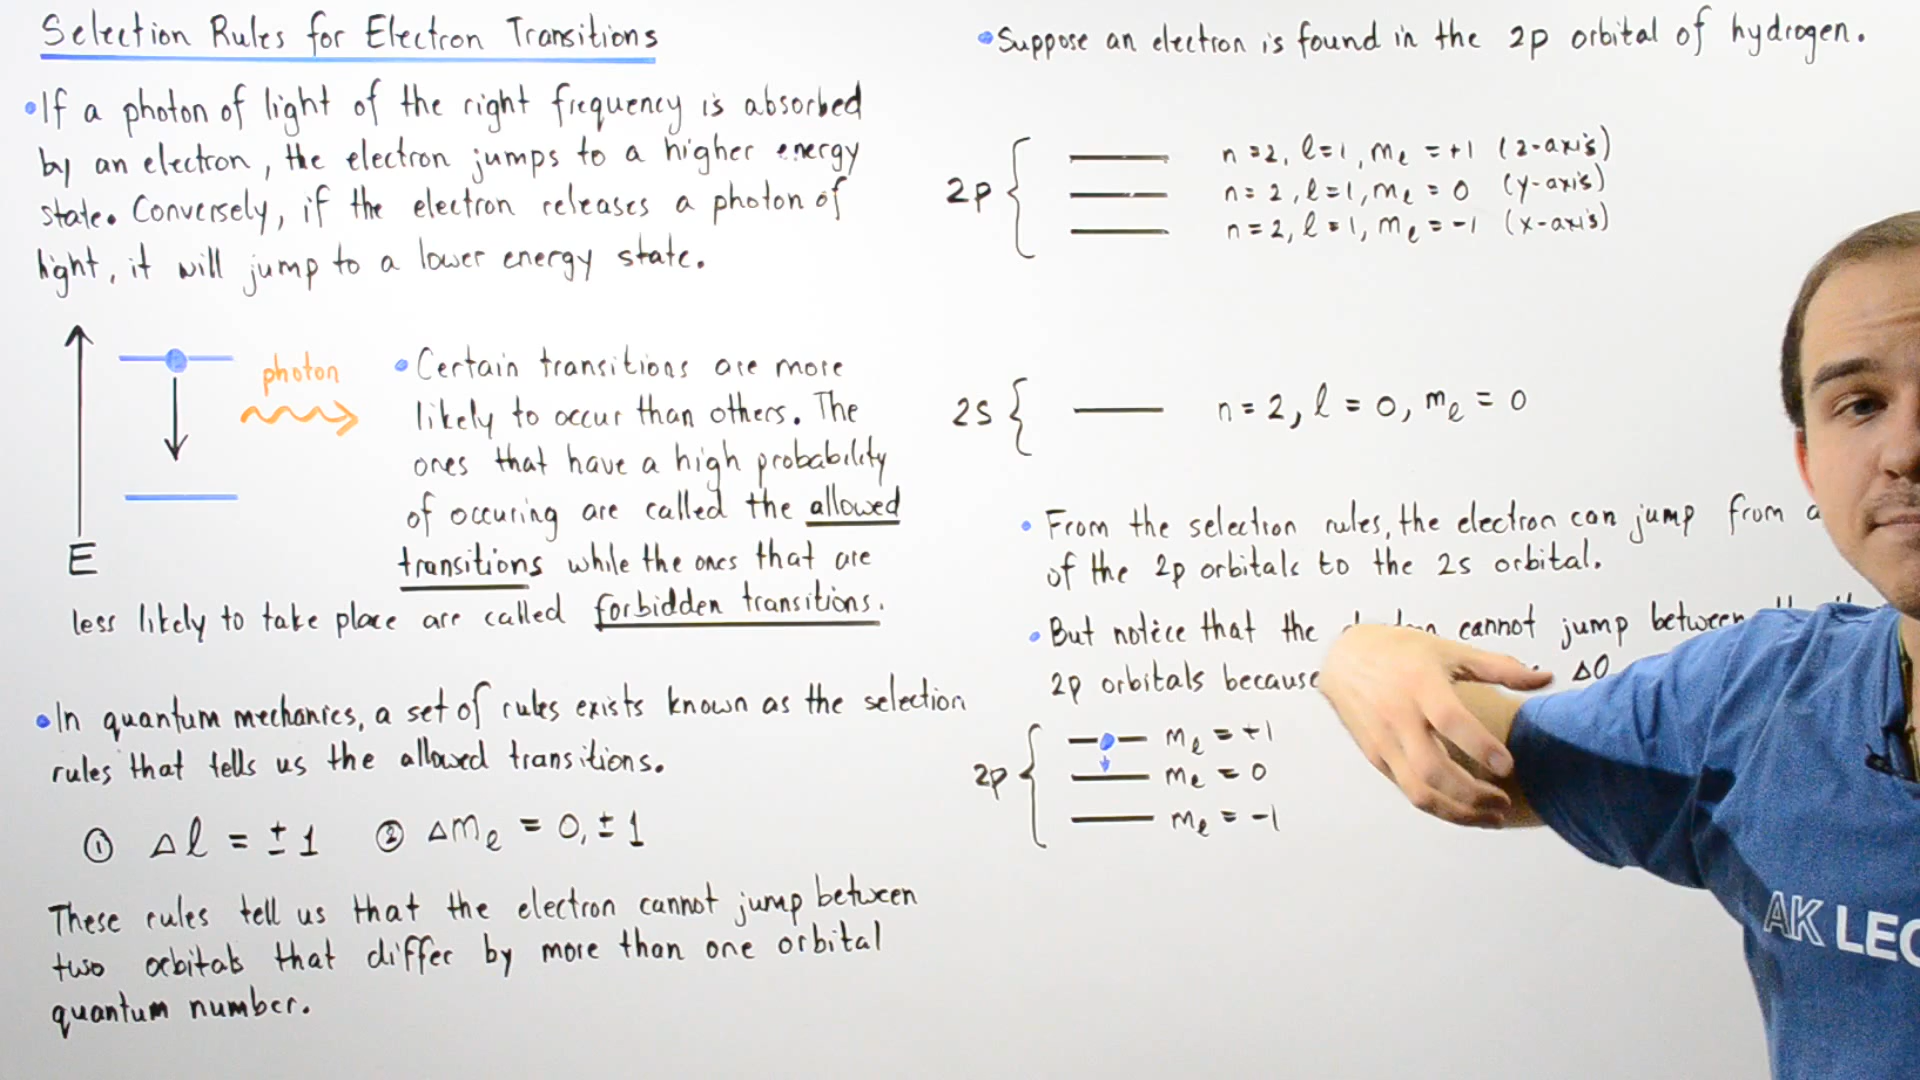 Selection Rules for Electron Transitions
•If a photon of light of the right frequency is absorbed
by an electron, the electron jumps to a higher energy
state. Conversely, if the electron releases a photon of
light, it will jump to a lower energy state.
E
photon
•Certain transitions are more
likely to occur than others. The
ones that have a high probability
of occuring are called the allowed
transitions while the ones that are
less likely to take place are called forbidden transitions.
•In quantum mechanics, a set of rules exists known as the selection
rules that tells us the allowed transitions.
① Δl = ±1 ② Δmₗ = 0, ±1
These rules tell us that the electron cannot jump between
two orbitals that differ by more than one orbital
quantum number.
•Suppose an electron is found in the 2p orbital of hydrogen.
2p {
n=2, l=1, mₗ = +1 (z-axis)
n=2, l=1, mₗ = 0 (y-axis)
n=2, l=1, mₗ = -1 (x-axis)
2s { n=2, l=0, mₗ = 0
•From the selection rules, the electron can jump from
of the 2p orbitals to the 2s orbital.
•But notice that the cannot jump between
2p orbitals because
2p {
mₗ = +1
mₗ = 0
mₗ = -1
AK LEC